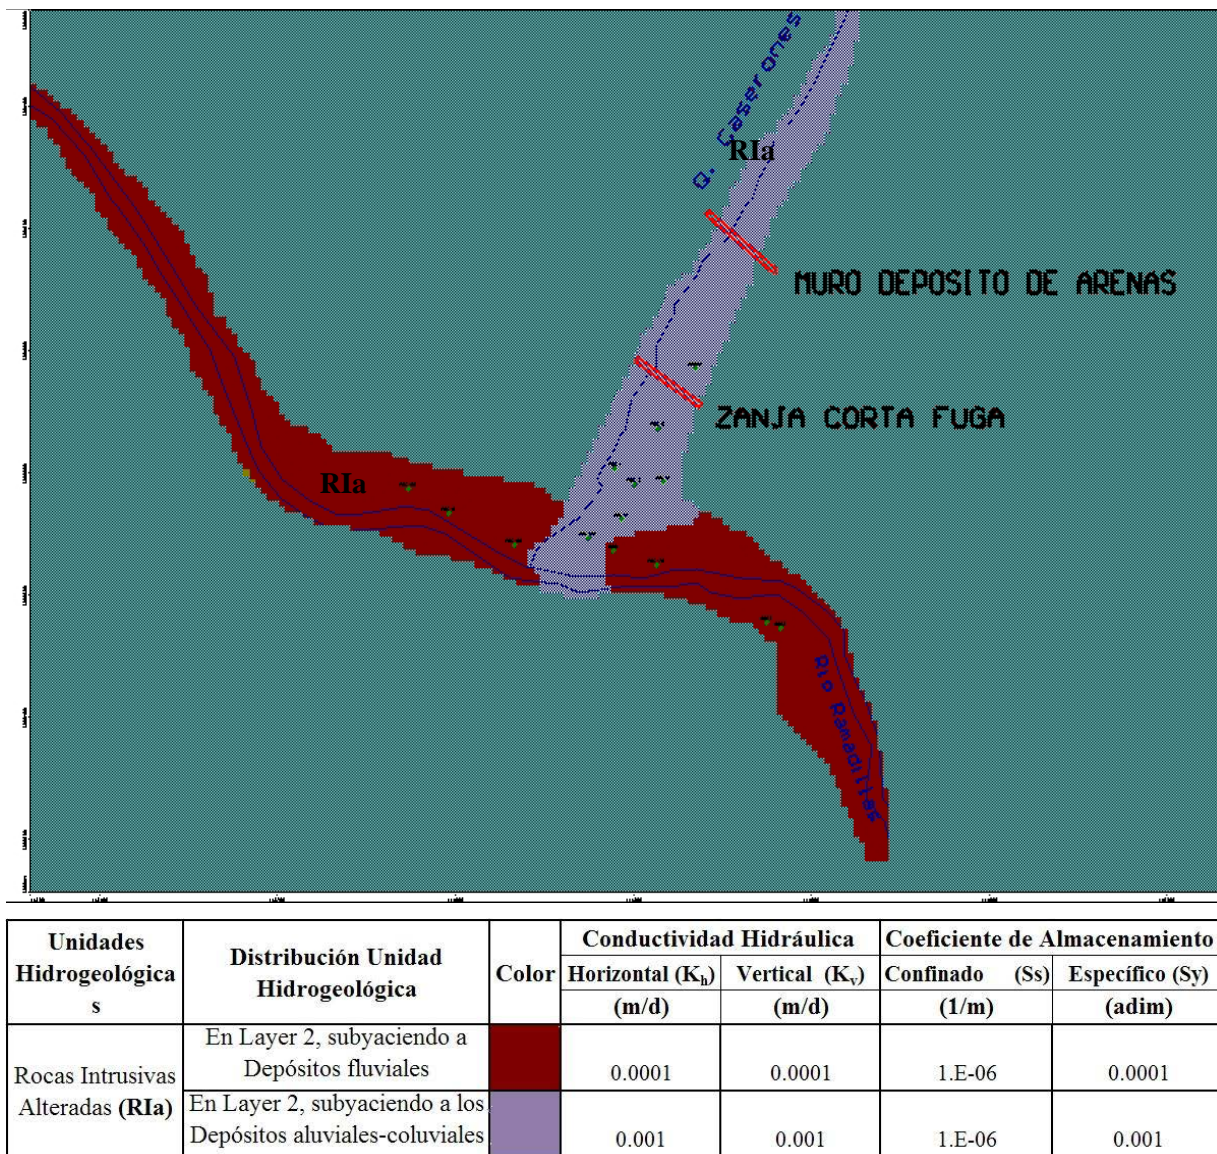 Q. Caserones
RIa
MURO DEPOSITO DE ARENAS
ZANJA CORTA FUGA
RIa
Rio Ramadillas
Unidades Hidrogeológica s
Distribución Unidad Hidrogeológica
Color
Conductividad Hidráulica
Coeficiente de Almacenamiento
Horizontal (Kh)
Vertical (Kv)
Confinado (Ss)
Específico (Sy)
(m/d)
(m/d)
(1/m)
(adim)
Rocas Intrusivas Alteradas (RIa)
En Layer 2, subyaciendo a
Depósitos fluviales
0.0001
0.0001
1.E-06
0.0001
En Layer 2, subyaciendo a los
Depósitos aluviales-coluviales
0.001
0.001
1.E-06
0.001